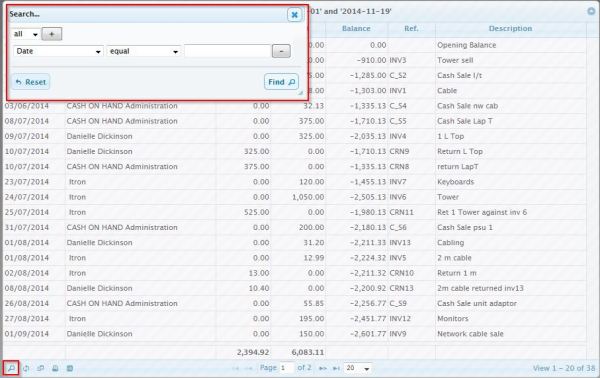 Search...
-01' and '2014-11-19'
all +
Date equal -
Reset Find
Balance Ref. Description
.00 0.00 Opening Balance
.00 -910.00 INV3 Tower sell
.00 -1,285.00 C_S2 Cash Sale l/t
-1,303.00 INV1 Cable
03/06/2014 CASH ON HAND Administration 0.00 32.13 -1,335.13 C_S4 Cash Sale nw cab
08/07/2014 CASH ON HAND Administration 0.00 375.00 -1,710.13 C_S5 Cash Sale Lap T
09/07/2014 Danielle Dickinson 0.00 325.00 -2,035.13 INV4 1 L Top
10/07/2014 Danielle Dickinson 325.00 0.00 -1,710.13 CRN9 Return L Top
10/07/2014 CASH ON HAND Administration 375.00 0.00 -1,335.13 CRN8 return LapT
23/07/2014 Itron 0.00 120.00 -1,455.13 INV7 Keyboards
24/07/2014 Itron 0.00 1,050.00 -2,505.13 INV6 Tower
25/07/2014 Itron 525.00 0.00 -1,980.13 CRN11 Ret 1 Tower against inv 6
31/07/2014 CASH ON HAND Administration 0.00 200.00 -2,180.13 C_S6 Cash Sale psu 1
01/08/2014 Danielle Dickinson 0.00 31.20 -2,211.33 INV13 Cabling
01/08/2014 Itron 0.00 12.99 -2,224.32 INV5 2 m cable
02/08/2014 Itron 13.00 0.00 -2,211.32 CRN10 Return 1 m
08/08/2014 Danielle Dickinson 10.40 0.00 -2,200.92 CRN13 2m cable returned inv13
26/08/2014 CASH ON HAND Administration 0.00 55.85 -2,256.77 C_S9 Cash Sale unit adaptor
27/08/2014 Itron 0.00 195.00 -2,451.77 INV12 Monitors
01/09/2014 Danielle Dickinson 0.00 150.00 -2,601.77 INV9 Network cable sale
2,394.92 6,083.11
Page 1 of 2 20 View 1 - 20 of 38